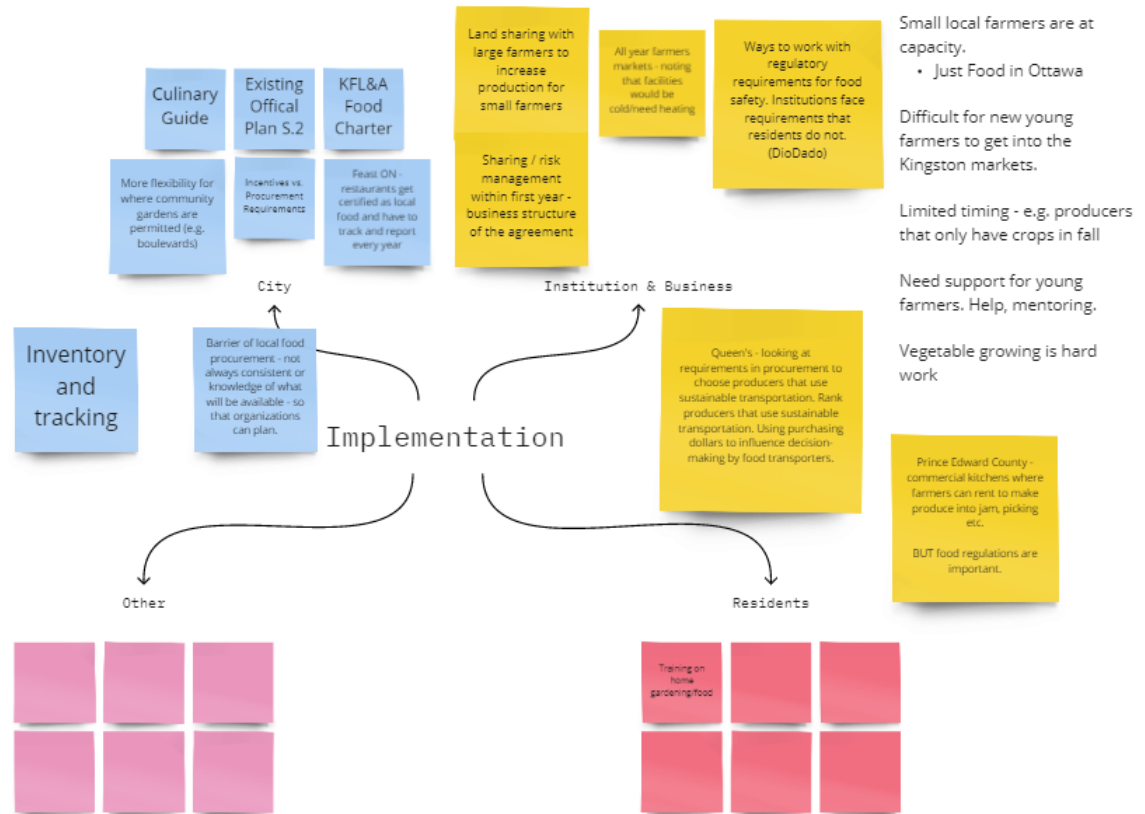 Culinary
Guide
Existing
Offical
Plan S.2
KFL&A
Food
Charter
More flexibility for
where community
gardens are
permitted (e.g.
boulevards)
Incentives vs.
Procurement
Requirements
Feast ON -
restaurants get
certified as local
food and have to
track and report
every year
City
Inventory
and
tracking
Barrier of local food
procurement - not
always consistent or
knowledge of what
will be available - so
that organizations
can plan.
Land sharing with
large farmers to
increase
production for
small farmers
All year farmers
markets - noting
that facilities
would be
cold/need heating
Ways to work with
regulatory
requirements for food
safety. Institutions face
requirements that
residents do not.
(DioDado)
Sharing / risk
management
within first year -
business structure
of the agreement
Institution & Business
Small local farmers are at
capacity.
• Just Food in Ottawa
Difficult for new young
farmers to get into the
Kingston markets.
Limited timing - e.g. producers
that only have crops in fall
Need support for young
farmers. Help, mentoring.
Vegetable growing is hard
work
Queen's - looking at
requirements in procurement to
choose producers that use
sustainable transportation. Rank
producers that use sustainable
transportation. Using purchasing
dollars to influence decision-
making by food transporters.
Prince Edward County -
commercial kitchens where
farmers can rent to make
produce into jam, picking
etc.
BUT food regulations are
important.
Implementation
Other
Residents
Training on
home
gardening/food